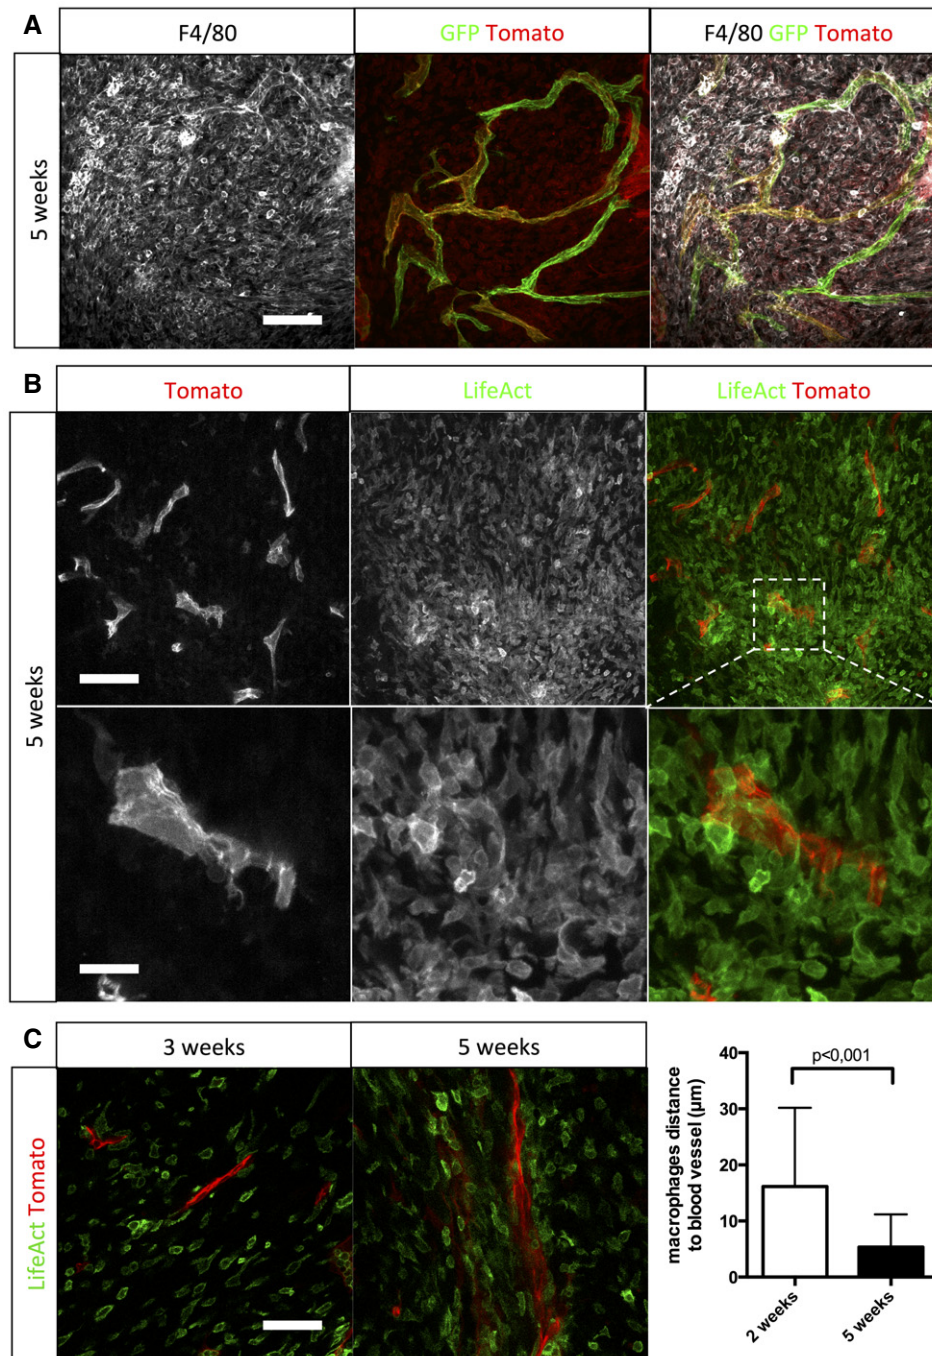 A
F4/80
GFP Tomato
F4/80 GFP Tomato
5 weeks
B
Tomato
LifeAct
LifeAct Tomato
5 weeks
C
3 weeks
5 weeks
LifeAct Tomato
macrophages distance
to blood vessel (µm)
40
30
20
10
0
p<0,001
2 weeks
5 weeks